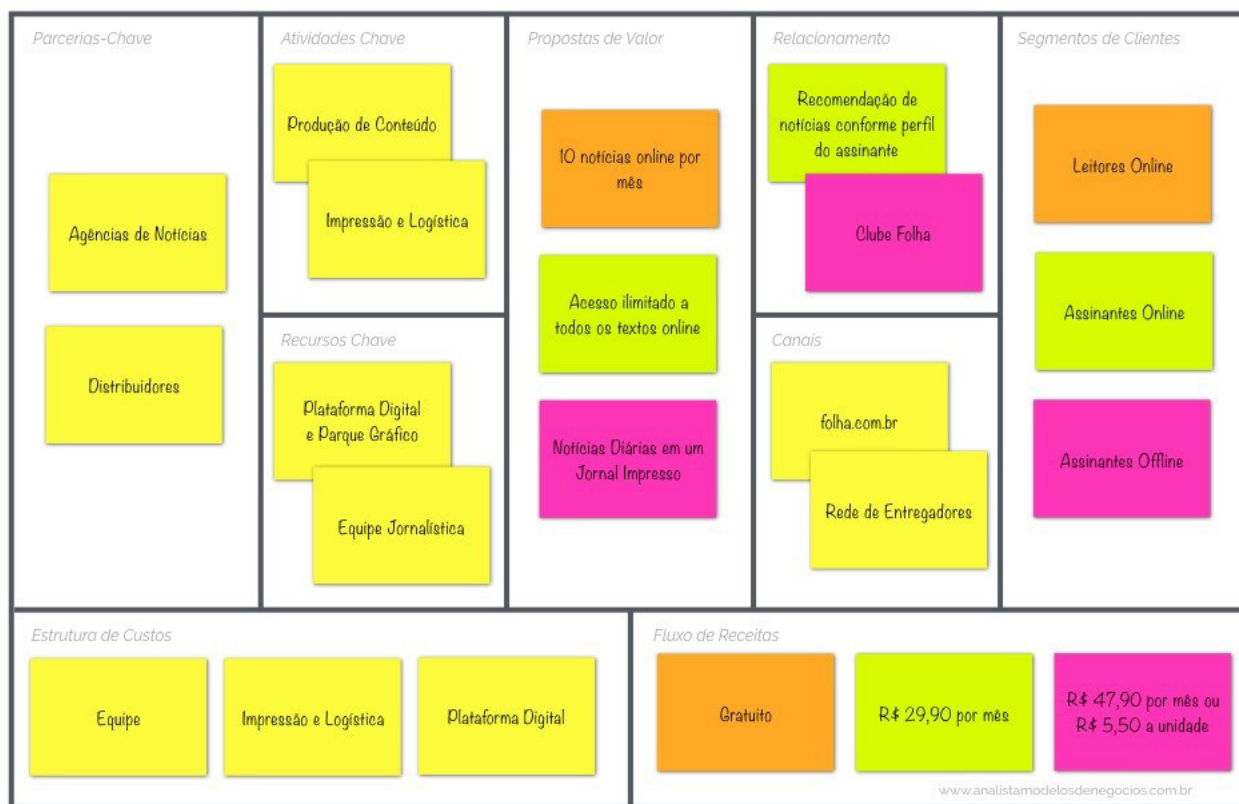 Parcerias-Chave
Agências de Notícias
Distribuidores
Atividades Chave
Produção de Conteúdo
Impressão e Logística
Recursos Chave
Plataforma Digital
e Parque Gráfico
Equipe Jornalística
Propostas de Valor
10 notícias online por
mês
Acesso ilimitado a
todos os textos online
Notícias Diárias em um
Jornal Impresso
Relacionamento
Recomendação de
notícias conforme perfil
do assinante
Clube Folha
Canais
folha.com.br
Rede de Entregadores
Segmentos de Clientes
Leitores Online
Assinantes Online
Assinantes Offline
Estrutura de Custos
Equipe
Impressão e Logística
Plataforma Digital
Fluxo de Receitas
Gratuito
R$ 29,90 por mês
R$ 47,90 por mês ou
R$ 5,50 a unidade
www.analistamodelosdenegocios.com.br